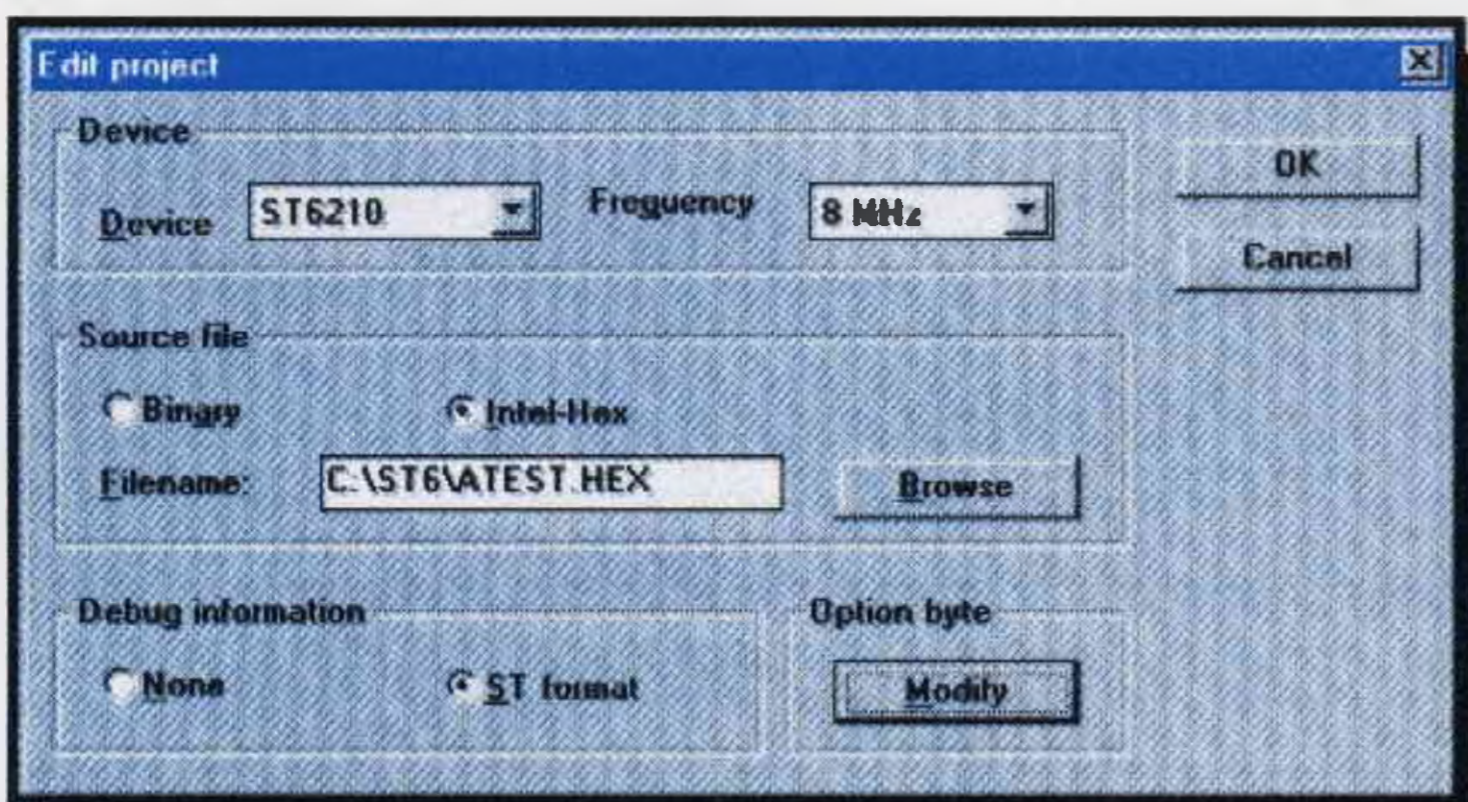 Edit project
Device
Device ST6210 Freguency 8 MHz
OK
Cancel
Source file
Binary Intel-Hex
Filename: C:\ST6\ATEST.HEX Browse
Debug information
None ST format
Option byte
Modify